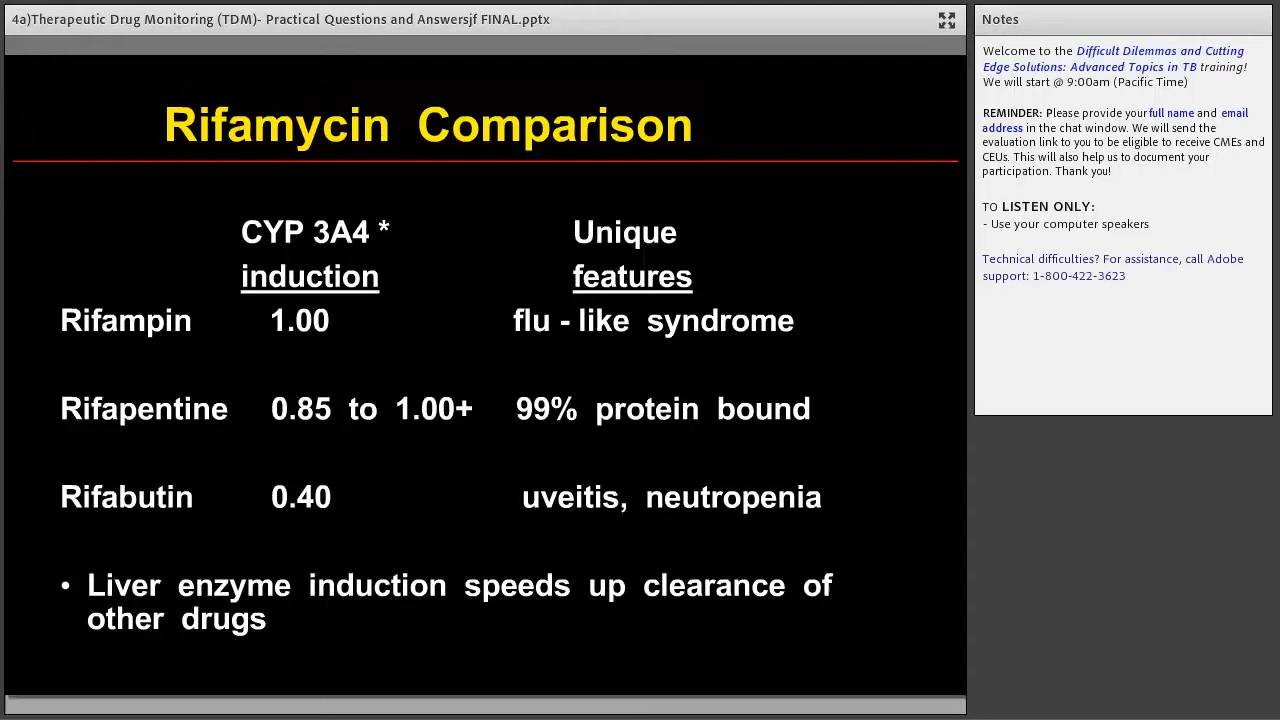 4a)Therapeutic Drug Monitoring (TDM)- Practical Questions and Answersjf FINAL.pptx
Rifamycin Comparison
CYP 3A4 * Unique
induction features
Rifampin 1.00 flu - like syndrome
Rifapentine 0.85 to 1.00+ 99% protein bound
Rifabutin 0.40 uveitis, neutropenia
• Liver enzyme induction speeds up clearance of
other drugs
Notes
Welcome to the Difficult Dilemmas and Cutting
Edge Solutions: Advanced Topics in TB training!
We will start @ 9:00am (Pacific Time)
REMINDER: Please provide your full name and email
address in the chat window. We will send the
evaluation link to you to be eligible to receive CMEs and
CEUs. This will also help us to document your
participation. Thank you!
TO LISTEN ONLY:
- Use your computer speakers
Technical difficulties? For assistance, call Adobe
support: 1-800-422-3623